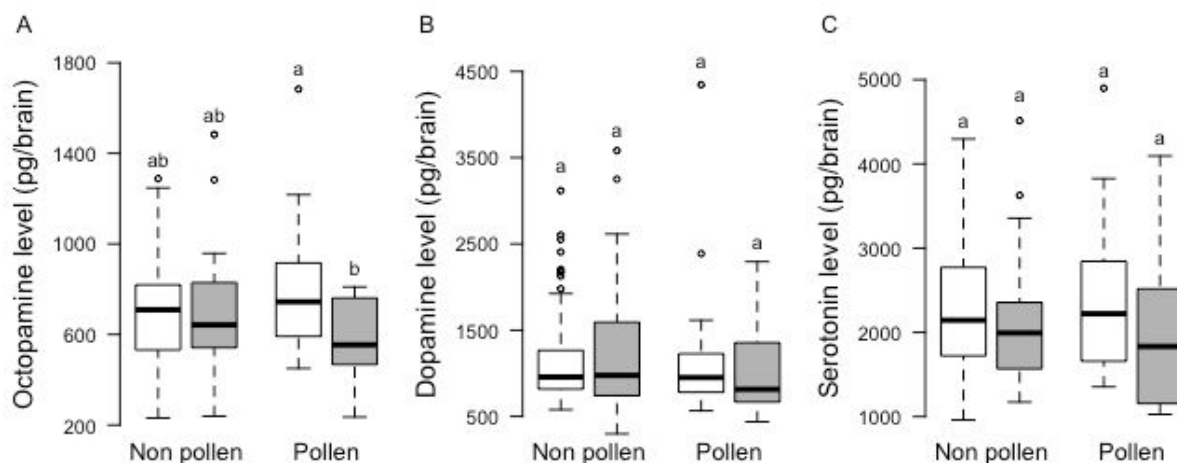 A
Octopamine level (pg/brain)
1800
1400
1000
600
200
ab
ab
a
b
Non pollen
Pollen
B
Dopamine level (pg/brain)
4500
3500
2500
1500
500
a
a
a
a
Non pollen
Pollen
C
Serotonin level (pg/brain)
5000
4000
3000
2000
1000
a
a
a
a
Non pollen
Pollen